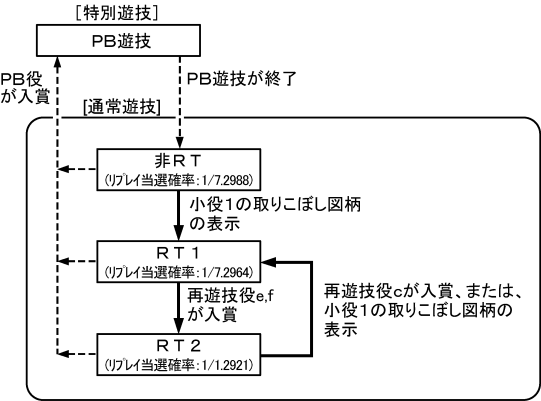 [特別遊技]
ＰＢ遊技
ＰＢ役
が入賞
ＰＢ遊技が終了
[通常遊技]
非ＲＴ
(リプレイ当選確率：1/7.2988)
小役１の取りこぼし図柄
の表示
ＲＴ１
(リプレイ当選確率：1/7.2964)
再遊技役e,f
が入賞
再遊技役ｃが入賞、または、
小役１の取りこぼし図柄の
表示
ＲＴ２
(リプレイ当選確率：1/1.2921)